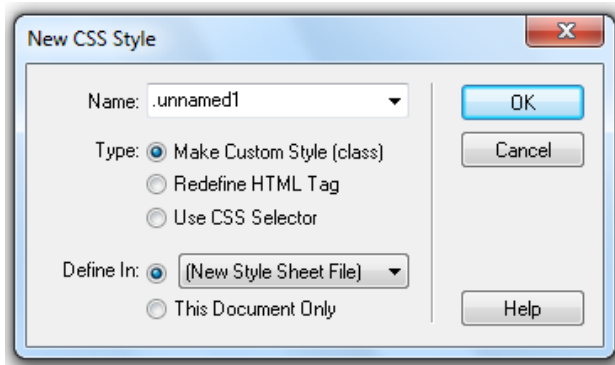 New CSS Style
Name: .unnamed1
OK
Type: Make Custom Style (class)
Cancel
Redefine HTML Tag
Use CSS Selector
Define In: (New Style Sheet File)
This Document Only
Help